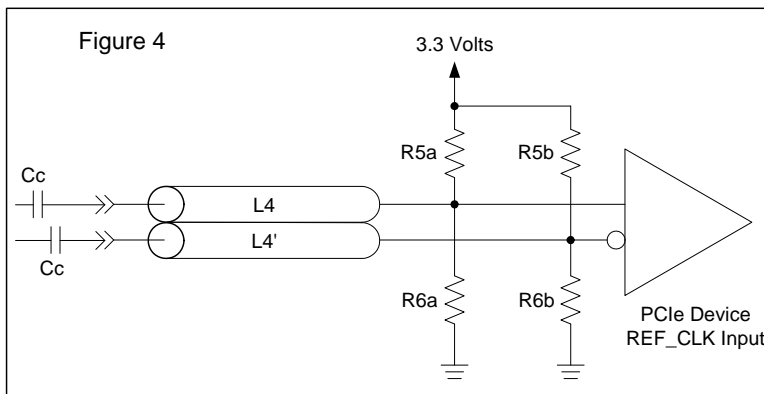 Figure 4
3.3 Volts
R5a
R5b
Cc
L4
L4'
Cc
R6a
R6b
PCIe Device
REF_CLK Input